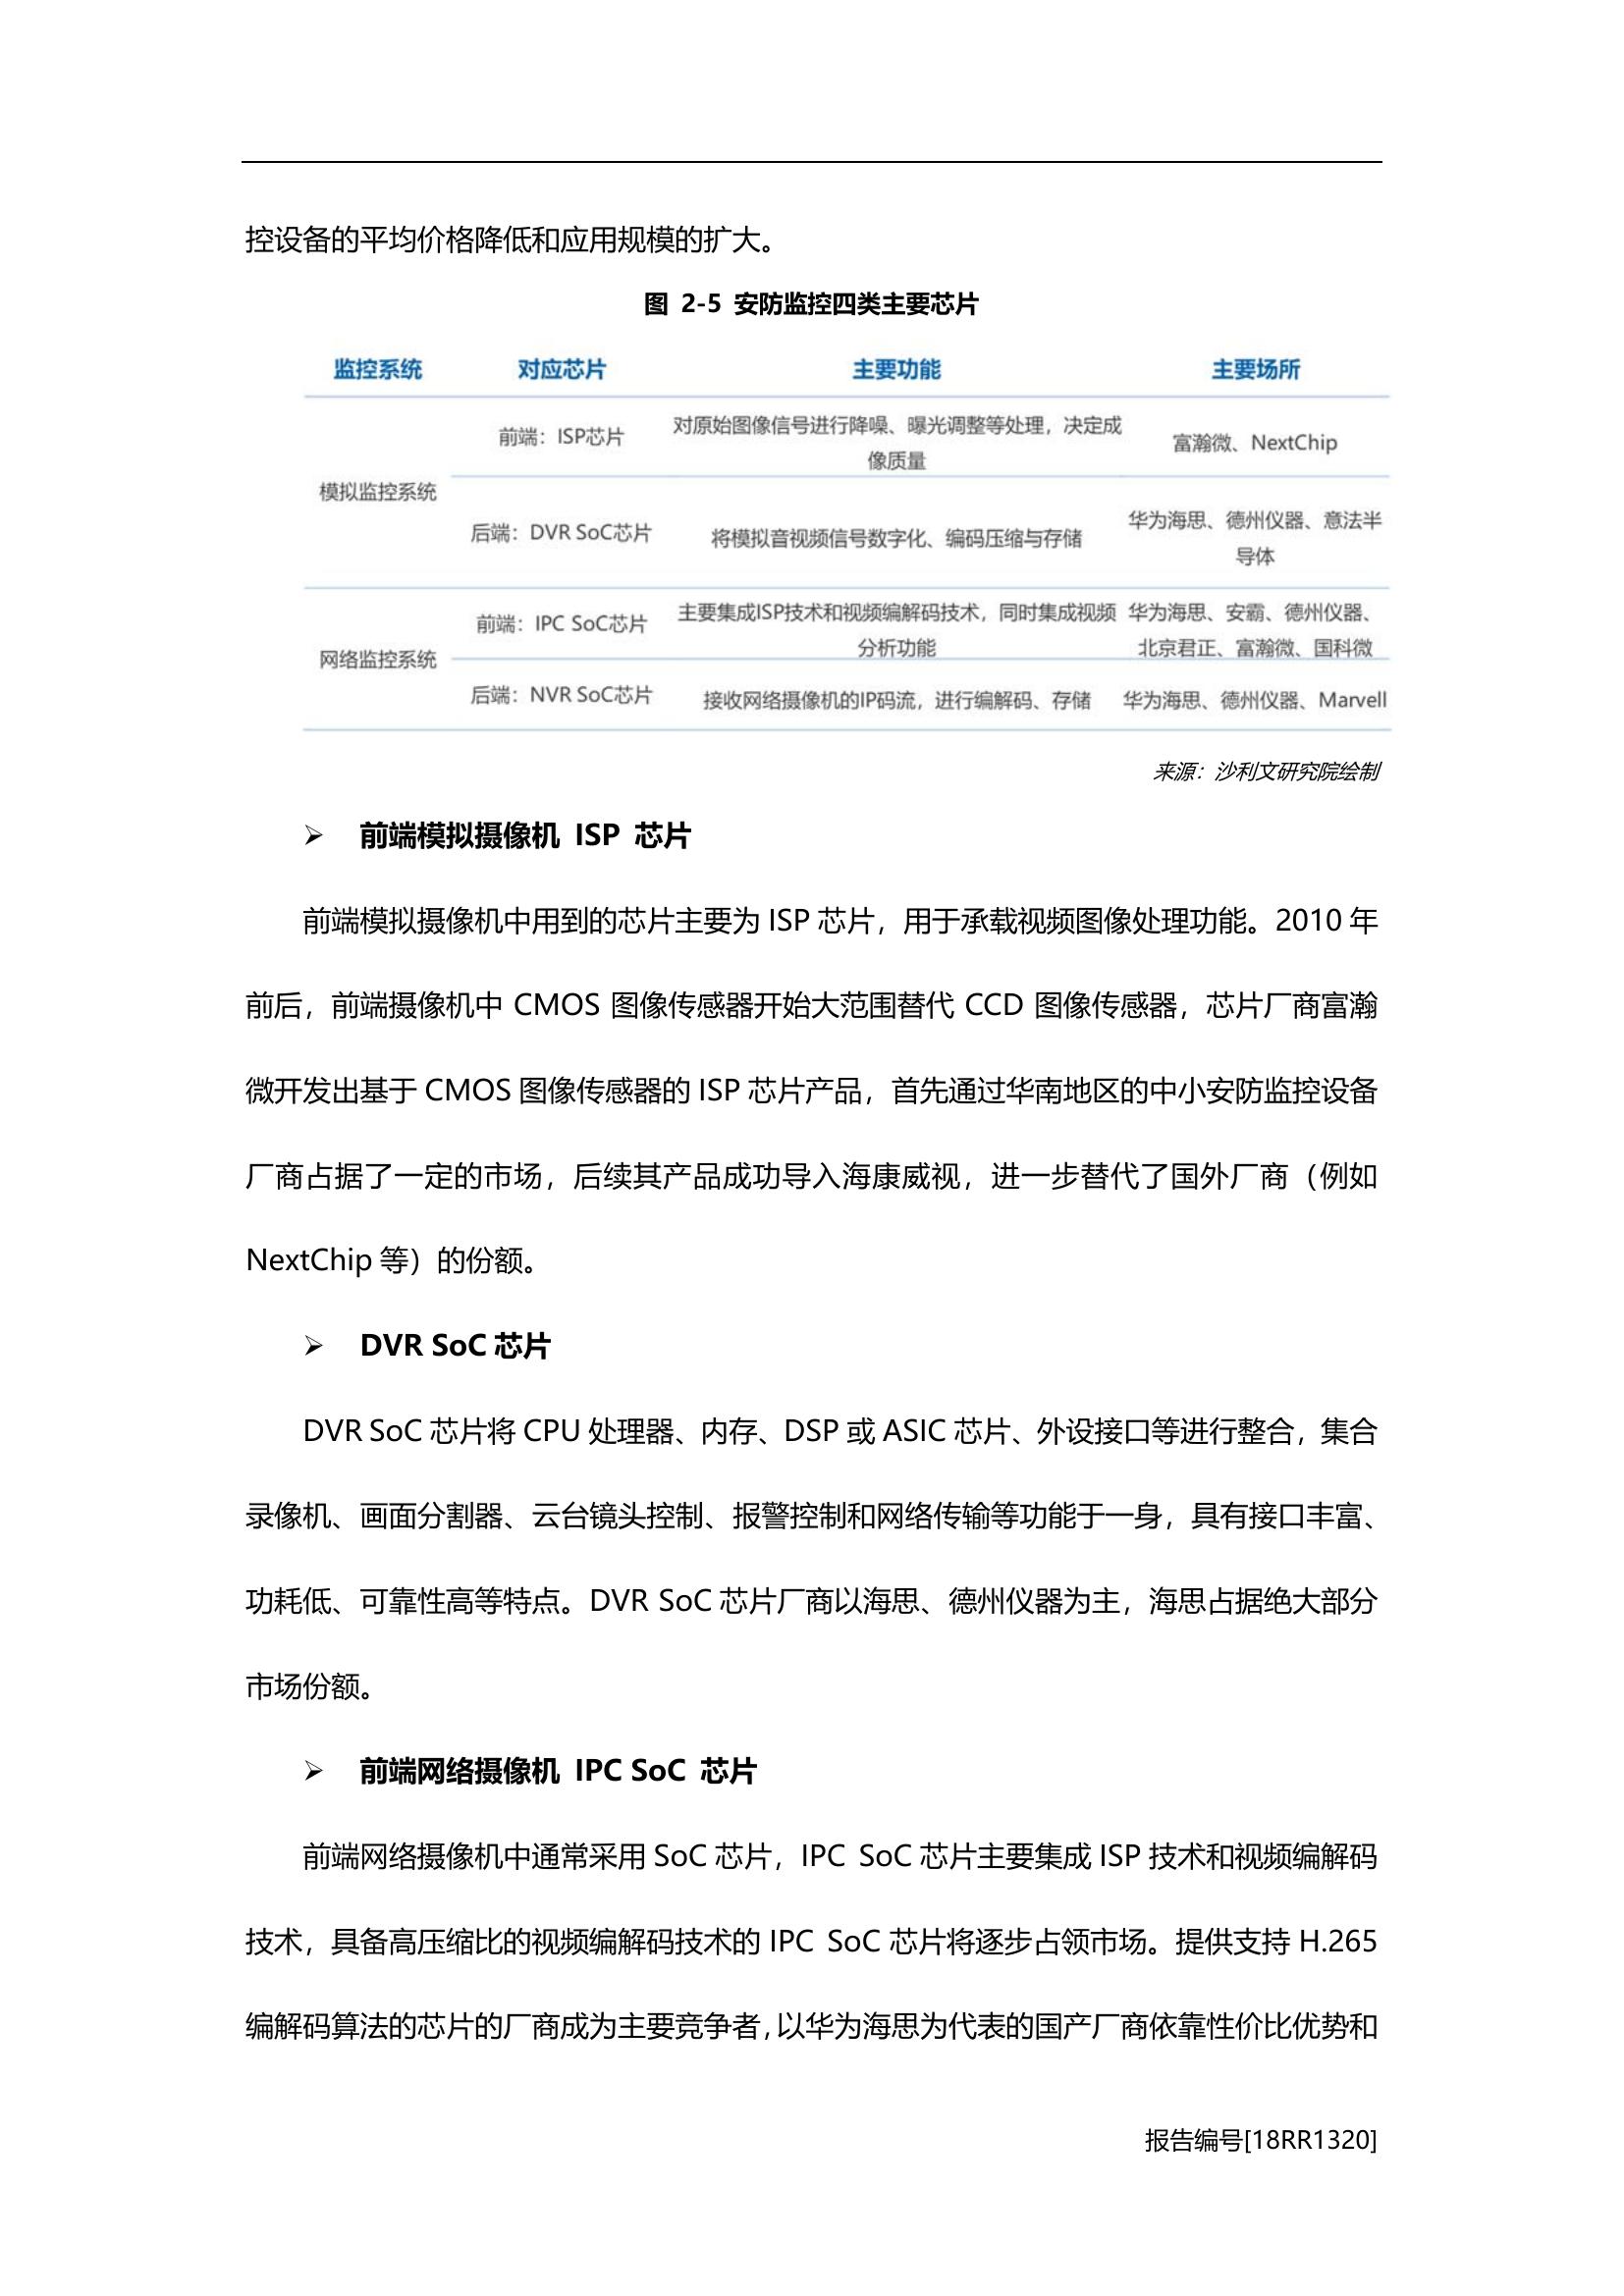 控设备的平均价格降低和应用规模的扩大。
图 2-5 安防监控四类主要芯片
监控系统 对应芯片 主要功能 主要场所
模拟监控系统
前端：ISP芯片
对原始图像信号进行降噪、曝光调整等处理，决定成
像质量
富瀚微、NextChip
后端：DVR SoC芯片
将模拟音视频信号数字化、编码压缩与存储
华为海思、德州仪器、意法半
导体
网络监控系统
前端：IPC SoC芯片
主要集成ISP技术和视频编解码技术，同时集成视频
分析功能
华为海思、安霸、德州仪器、
北京君正、富瀚微、国科微
后端：NVR SoC芯片
接收网络摄像机的IP码流，进行编解码、存储
华为海思、德州仪器、Marvell
来源：沙利文研究院绘制
➢ 前端模拟摄像机 ISP 芯片
前端模拟摄像机中用到的芯片主要为 ISP 芯片，用于承载视频图像处理功能。2010 年
前后，前端摄像机中 CMOS 图像传感器开始大范围替代 CCD 图像传感器，芯片厂商富瀚
微开发出基于 CMOS 图像传感器的 ISP 芯片产品，首先通过华南地区的中小安防监控设备
厂商占据了一定的市场，后续其产品成功导入海康威视，进一步替代了国外厂商（例如
NextChip 等）的份额。
➢ DVR SoC 芯片
DVR SoC 芯片将 CPU 处理器、内存、DSP 或 ASIC 芯片、外设接口等进行整合，集合
录像机、画面分割器、云台镜头控制、报警控制和网络传输等功能于一身，具有接口丰富、
功耗低、可靠性高等特点。DVR SoC 芯片厂商以海思、德州仪器为主，海思占据绝大部分
市场份额。
➢ 前端网络摄像机 IPC SoC 芯片
前端网络摄像机中通常采用 SoC 芯片，IPC SoC 芯片主要集成 ISP 技术和视频编解码
技术，具备高压缩比的视频编解码技术的 IPC SoC 芯片将逐步占领市场。提供支持 H.265
编解码算法的芯片的厂商成为主要竞争者，以华为海思为代表的国产厂商依靠性价比优势和
报告编号[18RR1320]